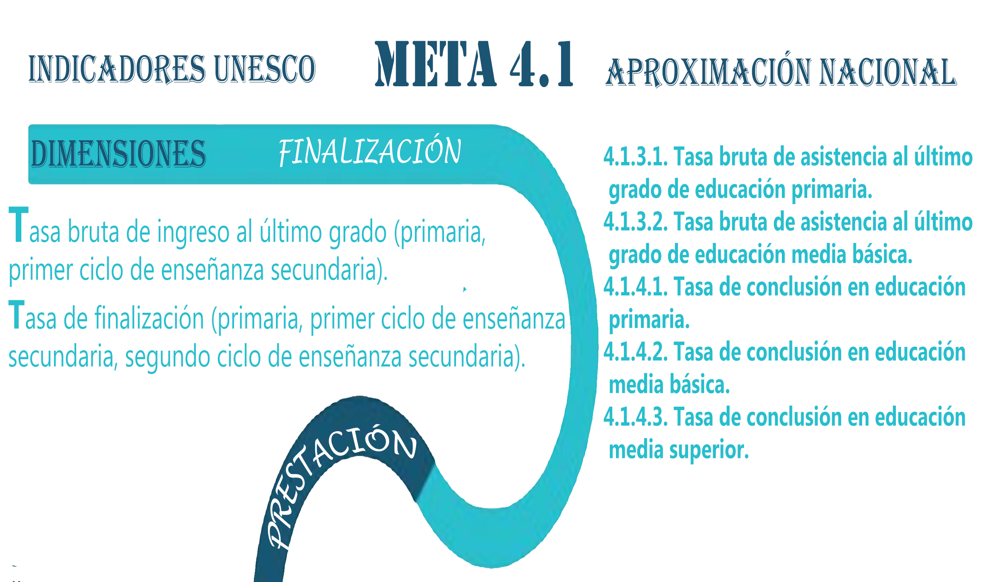 INDICADORES UNESCO
META 4.1
APROXIMACIÓN NACIONAL
DIMENSIONES
FINALIZACIÓN
Tasa bruta de ingreso al último grado (primaria,
primer ciclo de enseñanza secundaria).
Tasa de finalización (primaria, primer ciclo de enseñanza
secundaria, segundo ciclo de enseñanza secundaria).
4.1.3.1. Tasa bruta de asistencia al último
grado de educación primaria.
4.1.3.2. Tasa bruta de asistencia al último
grado de educación media básica.
4.1.4.1. Tasa de conclusión en educación
primaria.
4.1.4.2. Tasa de conclusión en educación
media básica.
4.1.4.3. Tasa de conclusión en educación
media superior.
PRESTACIÓN